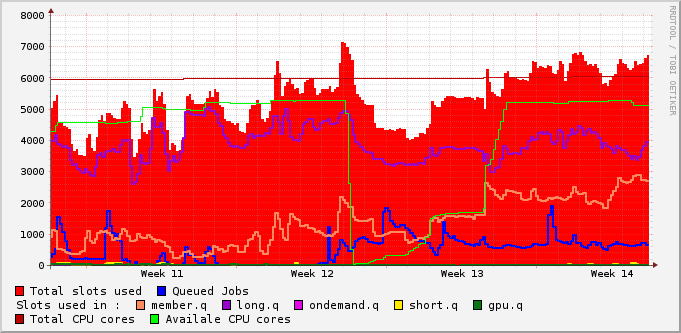 8000
7000
6000
5000
4000
3000
2000
1000
0
Week 11 Week 12 Week 13 Week 14
RRDTOOL / TOBI OETIKER
Total slots used Queued Jobs
Slots used in : member.q long.q ondemand.q short.q gpu.q
Total CPU cores Availale CPU cores